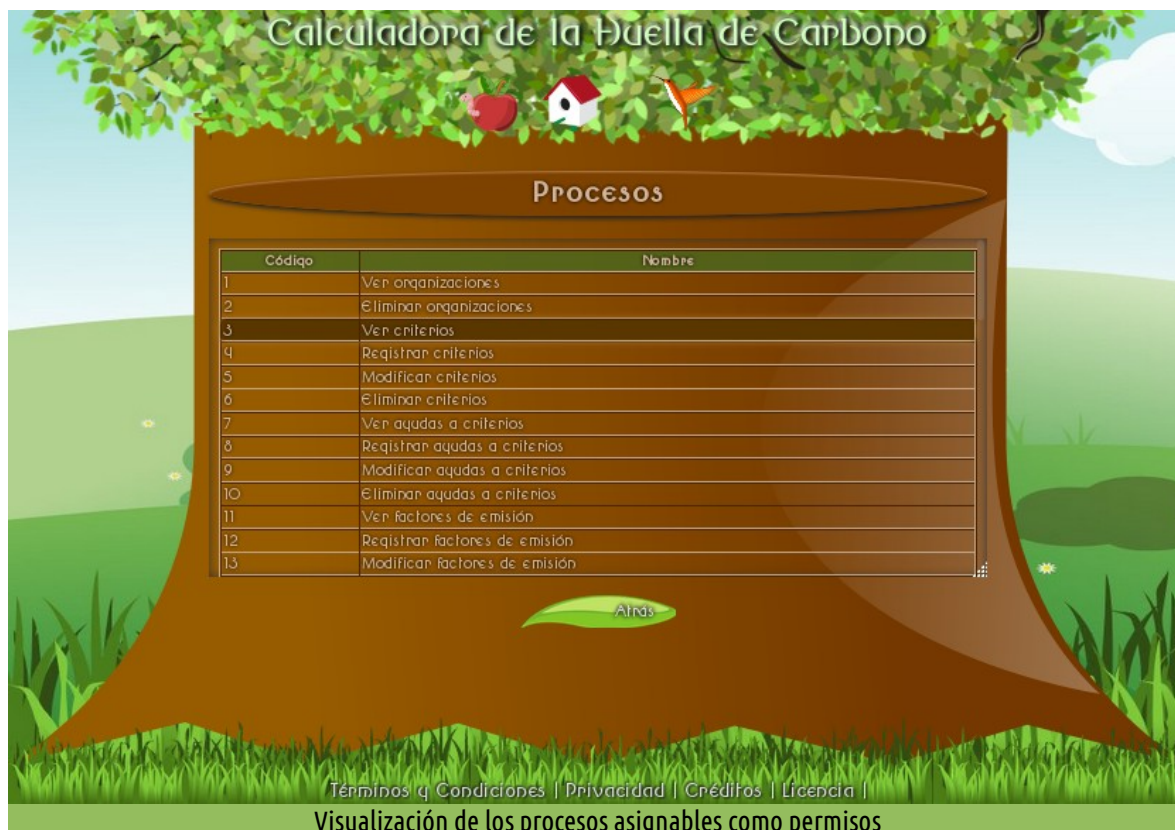 Calculadora de la Huella de Carbono
Procesos
Código Nombre
1 Ver organizaciones
2 Eliminar organizaciones
3 Ver criterios
4 Registrar criterios
5 Modificar criterios
6 Eliminar criterios
7 Ver ayudas a criterios
8 Registrar ayudas a criterios
9 Modificar ayudas a criterios
10 Eliminar ayudas a criterios
11 Ver factores de emisión
12 Registrar factores de emisión
13 Modificar factores de emisión
Atrás
Términos y Condiciones | Privacidad | Créditos | Licencia |
Visualización de los procesos asignables como permisos